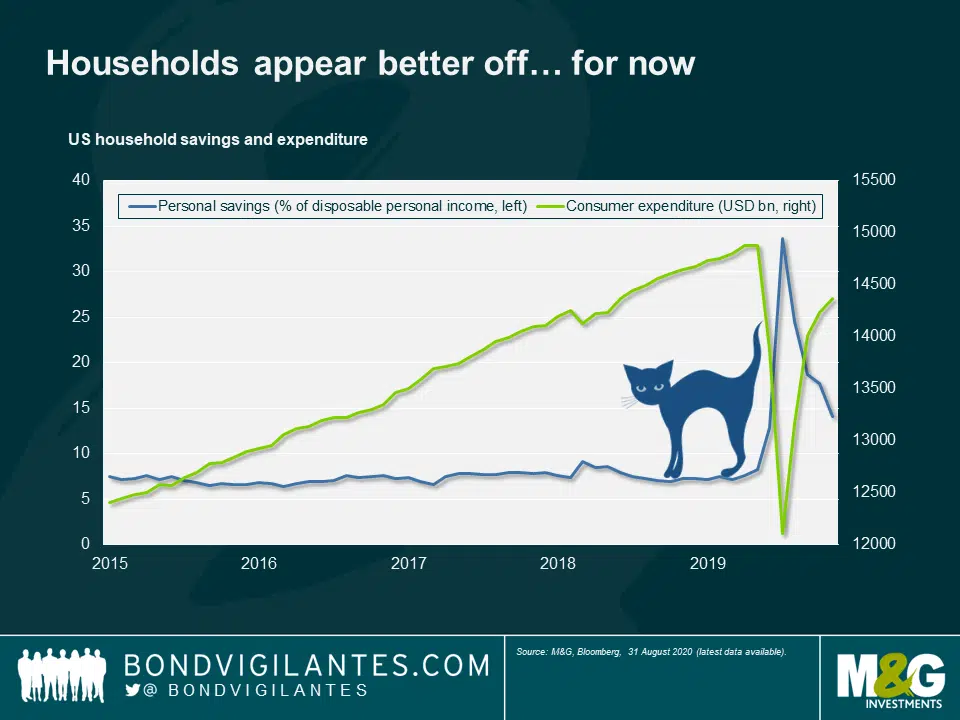 Households appear better off… for now
US household savings and expenditure
40
35
30
25
20
15
10
5
0
Personal savings (% of disposable personal income, left)
Consumer expenditure (USD bn, right)
15500
15000
14500
14000
13500
13000
12500
12000
2015
2016
2017
2018
2019
BONDVIGILANTES.COM
@ BONDVIGILANTES
Source: M&G, Bloomberg, 31 August 2020 (latest data available).
M&G
INVESTMENTS